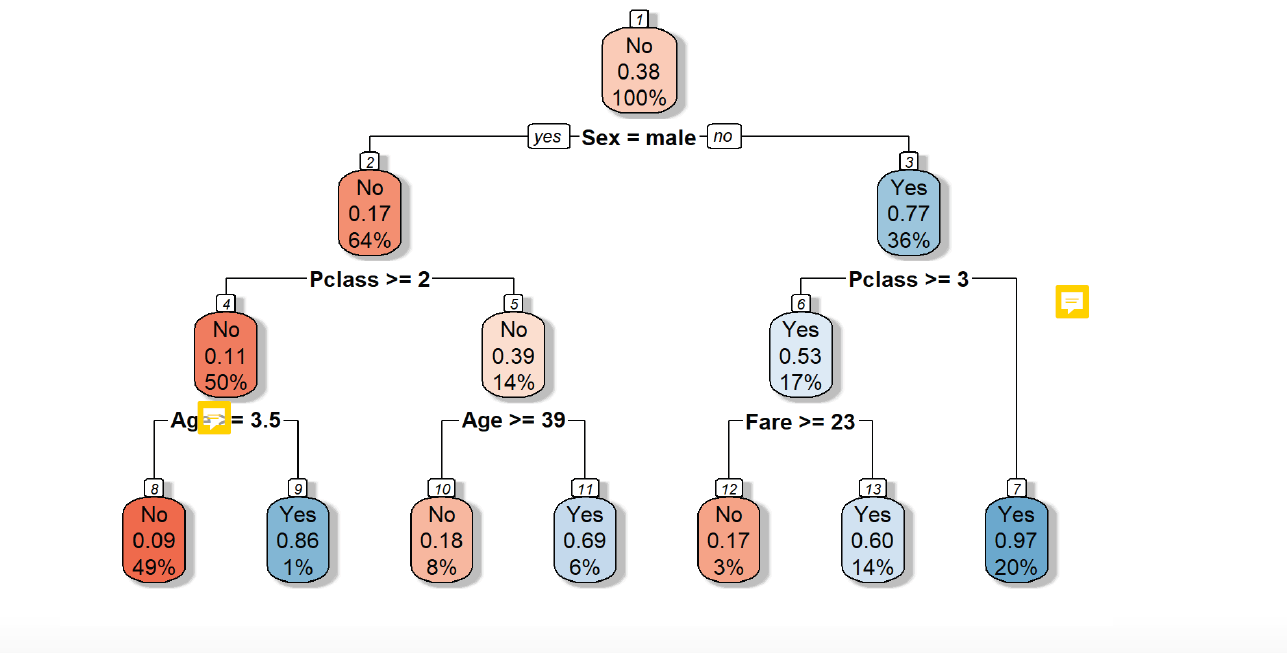 1
No
0.38
100%
yes Sex = male no
2
No
0.17
64%
3
Yes
0.77
36%
Pclass >= 2
Pclass >= 3
4
No
0.11
50%
5
No
0.39
14%
6
Yes
0.53
17%
= 3.5
Age >= 39
Fare >= 23
8
No
0.09
49%
9
Yes
0.86
1%
10
No
0.18
8%
11
Yes
0.69
6%
12
No
0.17
3%
13
Yes
0.60
14%
7
Yes
0.97
20%